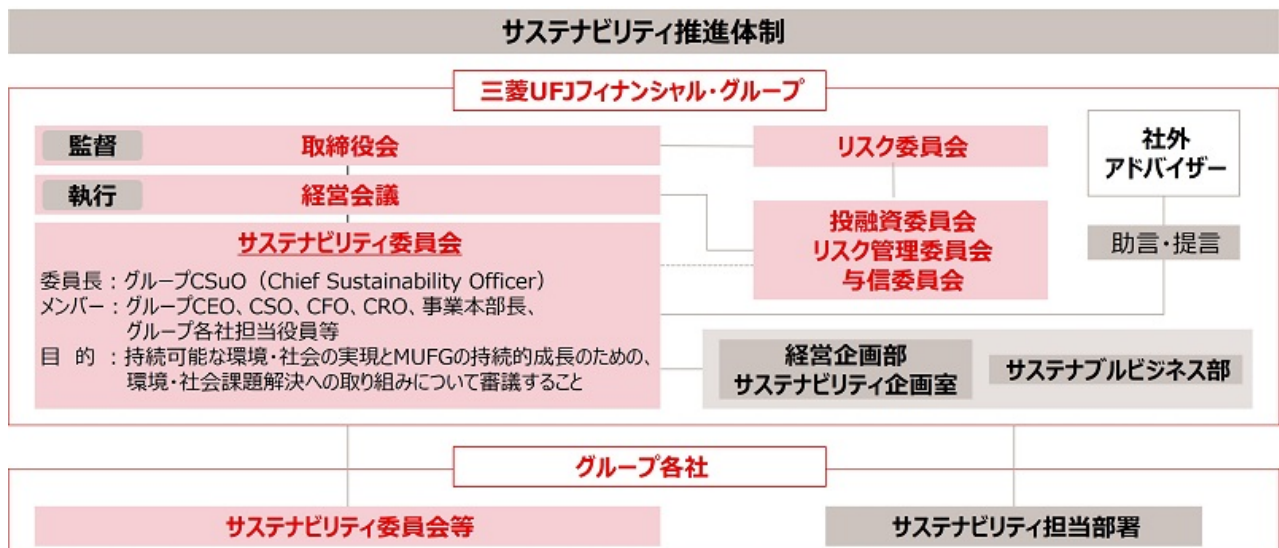 サステナビリティ推進体制
三菱UFJフィナンシャル・グループ
監督 取締役会
リスク委員会
社外
アドバイザー
執行 経営会議
投融資委員会
リスク管理委員会
与信委員会
助言・提言
サステナビリティ委員会
委員長：グループCSuO（Chief Sustainability Officer）
メンバー：グループCEO、CSO、CFO、CRO、事業本部長、
グループ各社担当役員等
目 的 ：持続可能な環境・社会の実現とMUFGの持続的成長のための、
環境・社会課題解決への取り組みについて審議すること
経営企画部
サステナビリティ企画室
サステナブルビジネス部
グループ各社
サステナビリティ委員会等
サステナビリティ担当部署